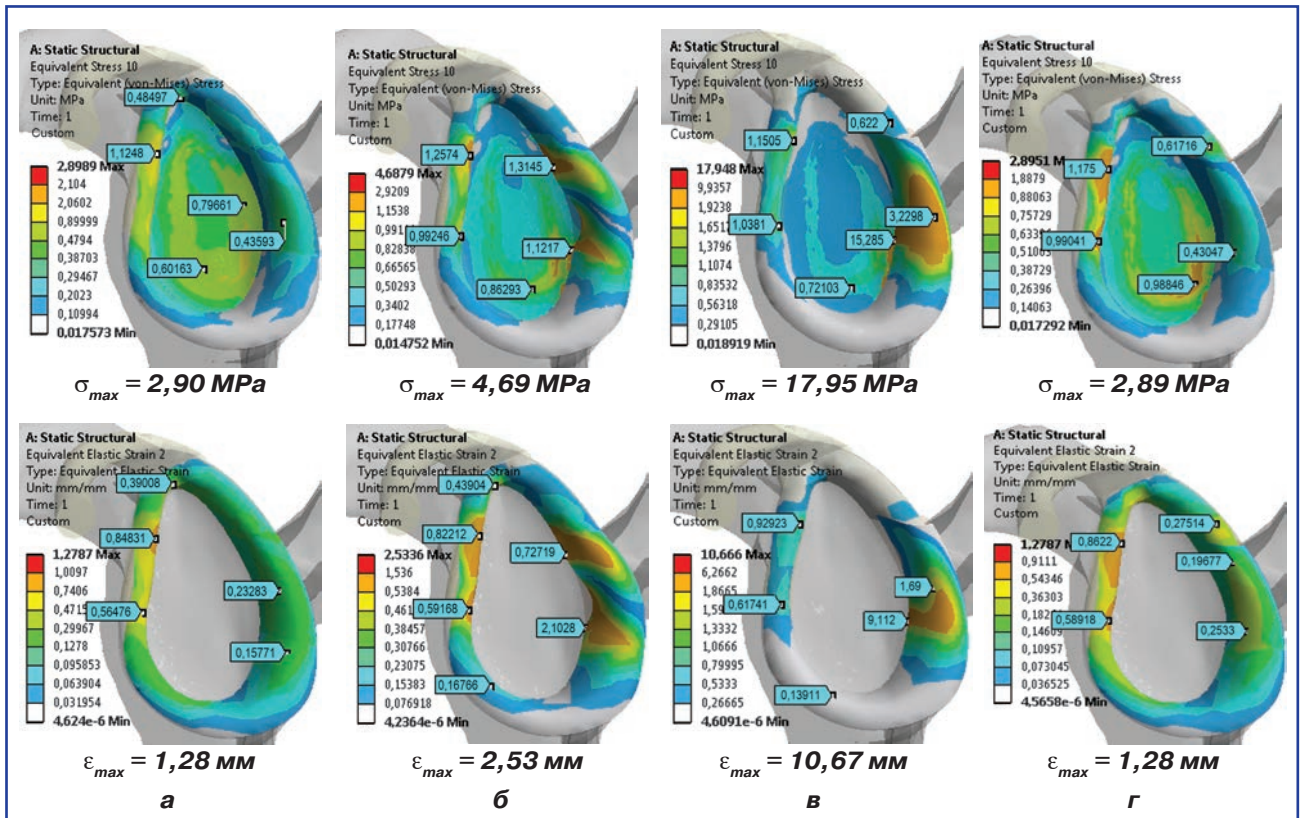 A: Static Structural
Equivalent Stress 10
Type: Equivalent (von-Mises) Stress
Unit: MPa
Time: 1
Custom
2,8989 Max
2,104
2,0602
0,89999
0,4794
0,38703
0,29467
0,2023
0,10994
0,017573 Min
0,48497
1,1248
0,79661
0,43593
0,60163
σmax = 2,90 MPa
A: Static Structural
Equivalent Stress 10
Type: Equivalent (von-Mises) Stress
Unit: MPa
Time: 1
Custom
4,6879 Max
2,9209
1,1538
0,82838
0,66565
0,50293
0,3402
0,17748
0,014752 Min
1,2574
1,3145
0,99246
1,1217
0,86293
σmax = 4,69 MPa
A: Static Structural
Equivalent Stress 10
Type: Equivalent (von-Mises) Stress
Unit: MPa
Time: 1
Custom
17,948 Max
9,9357
1,9238
1,3796
1,1074
0,83532
0,56318
0,29105
0,018919 Min
0,622
1,1505
1,0381
3,2298
15,285
0,72103
σmax = 17,95 MPa
A: Static Structural
Equivalent Stress 10
Type: Equivalent (von-Mises) Stress
Unit: MPa
Time: 1
Custom
2,8951
1,8879
0,88063
0,75729
0,38729
0,26396
0,14063
0,017292 Min
0,61716
1,175
0,99041
0,43047
0,98846
σmax = 2,89 MPa
A: Static Structural
Equivalent Elastic Strain 2
Type: Equivalent Elastic Strain
Unit: mm/mm
Time: 1
Custom
1,2787 Max
1,0097
0,7406
0,29967
0,1278
0,095853
0,063904
0,031954
4,624e-6 Min
0,39008
0,84831
0,56476
0,23283
0,15771
εmax = 1,28 мм
а
A: Static Structural
Equivalent Elastic Strain 2
Type: Equivalent Elastic Strain
Unit: mm/mm
Time: 1
Custom
2,5336 Max
1,536
0,5384
0,38457
0,30766
0,23075
0,15383
0,076918
4,2364e-6 Min
0,43904
0,82212
0,72719
0,59168
2,1028
0,16766
εmax = 2,53 мм
б
A: Static Structural
Equivalent Elastic Strain 2
Type: Equivalent Elastic Strain
Unit: mm/mm
Time: 1
Custom
10,666 Max
6,2662
1,8665
1,3332
1,0666
0,79995
0,5333
0,26665
4,6091e-6 Min
0,92923
0,61741
1,69
9,112
0,13911
εmax = 10,67 мм
в
A: Static Structural
Equivalent Elastic Strain 2
Type: Equivalent Elastic Strain
Unit: mm/mm
Time: 1
Custom
1,2787
0,9111
0,54346
0,36303
0,10957
0,073045
0,036525
4,5658e-6 Min
0,27514
0,8622
0,19677
0,58918
0,2533
εmax = 1,28 мм
г